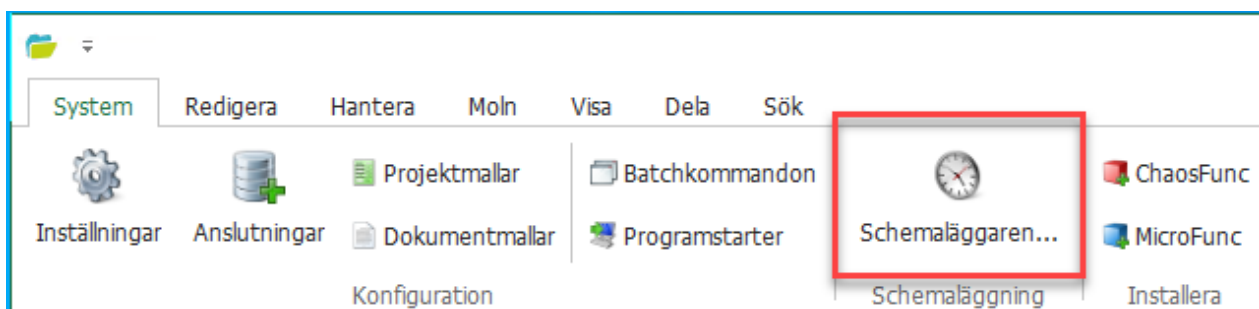 System Redigera Hantera Moln Visa Dela Sök
Projektmallar Batchkommandon ChaosFunc
Inställningar Anslutningar Dokumentmallar Programstarter Schemaläggaren... MicroFunc
Konfiguration Schemaläggning Installera